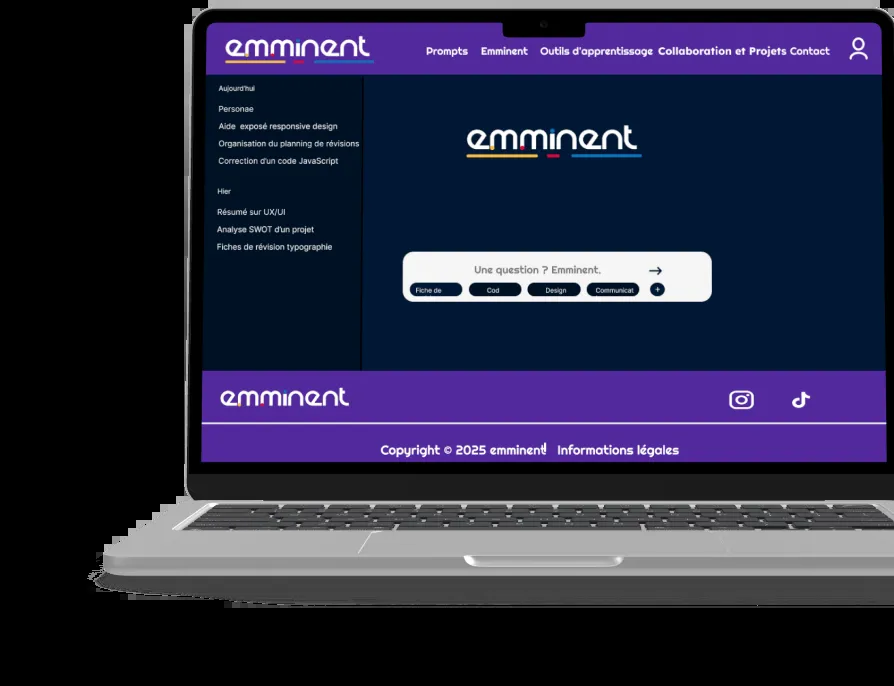 emminent
Prompts Emminent Outils d'apprentissage Collaboration et Projets Contact
Aujourd'hui
Personae
Aide exposé responsive design
Organisation du planning de révisions
Correction d'un code JavaScript
Hier
Résumé sur UX/UI
Analyse SWOT d'un projet
Fiches de révision typographie
emminent
Une question ? Emminent. →
Fiche de Cod Design Communicat +
emminent
Copyright © 2025 emminent! Informations légales